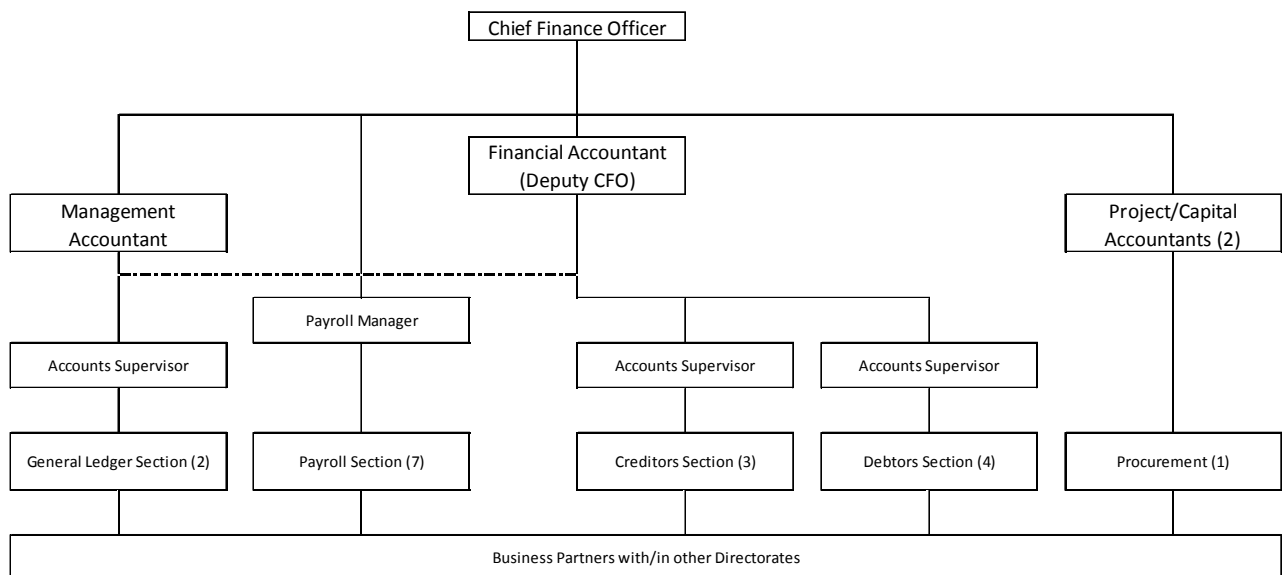 Chief Finance Officer
Financial Accountant
(Deputy CFO)
Management
Accountant
Project/Capital
Accountants (2)
Payroll Manager
Accounts Supervisor
Accounts Supervisor
Accounts Supervisor
General Ledger Section (2)
Payroll Section (7)
Creditors Section (3)
Debtors Section (4)
Procurement (1)
Business Partners with/in other Directorates